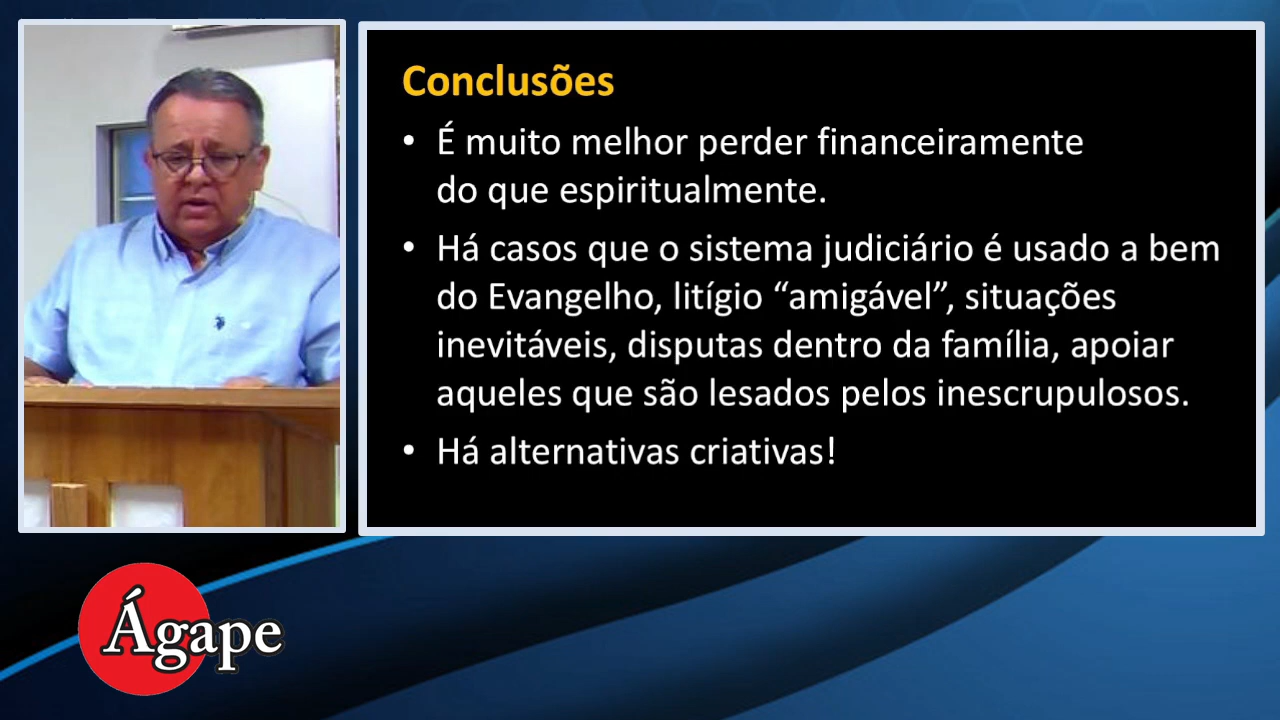 Conclusões
• É muito melhor perder financeiramente
do que espiritualmente.
• Há casos que o sistema judiciário é usado a bem
do Evangelho, litígio “amigável”, situações
inevitáveis, disputas dentro da família, apoiar
aqueles que são lesados pelos inescrupulosos.
• Há alternativas criativas!
Ágape